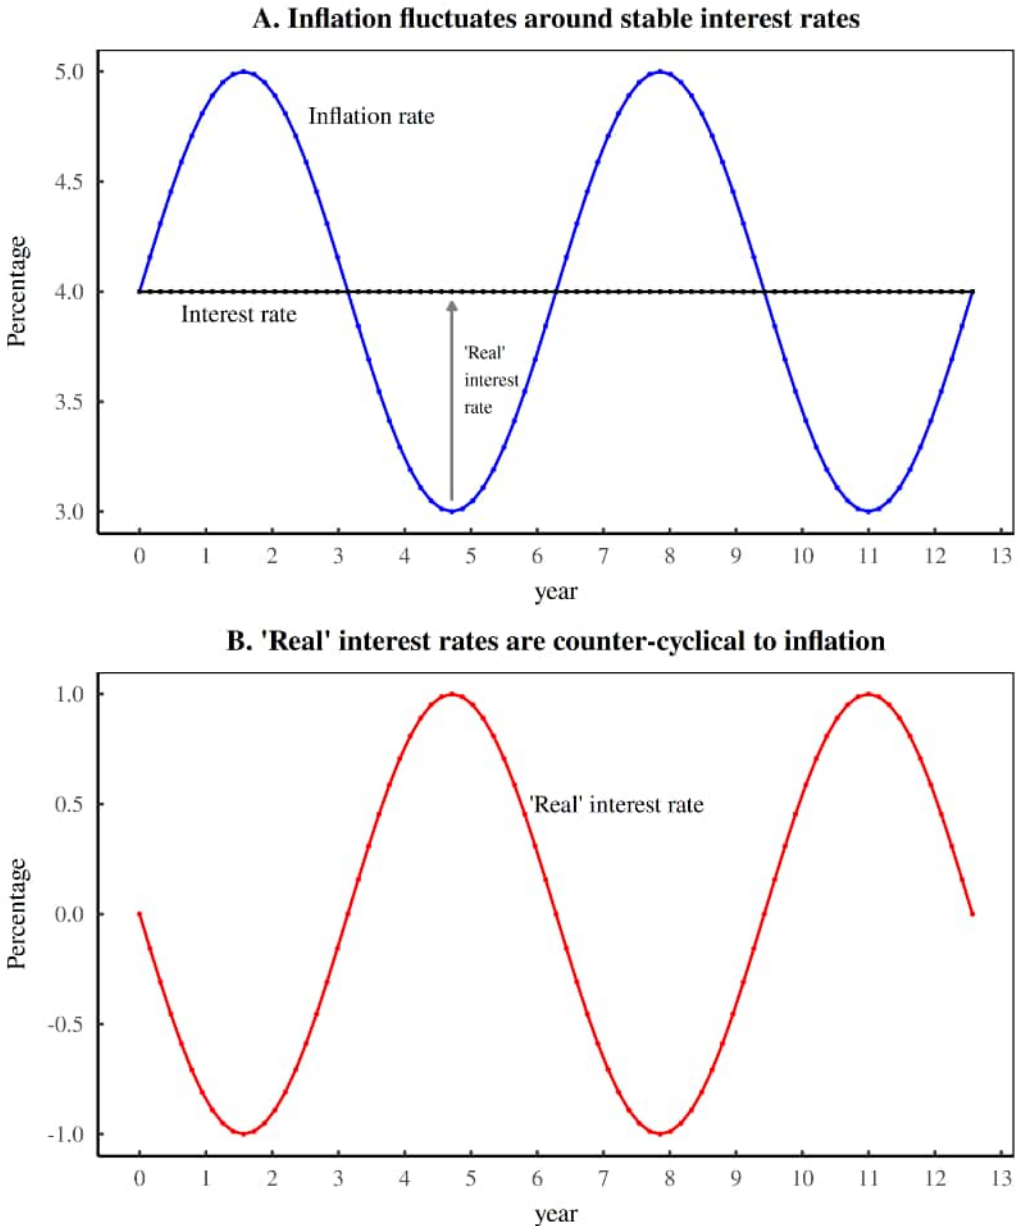 A. Inflation fluctuates around stable interest rates
5.0
Inflation rate
4.5
Percentage
4.0
Interest rate
'Real'
interest
rate
3.5
3.0
0 1 2 3 4 5 6 7 8 9 10 11 12 13
year
B. 'Real' interest rates are counter-cyclical to inflation
1.0
0.5
'Real' interest rate
Percentage
0.0
-0.5
-1.0
0 1 2 3 4 5 6 7 8 9 10 11 12 13
year